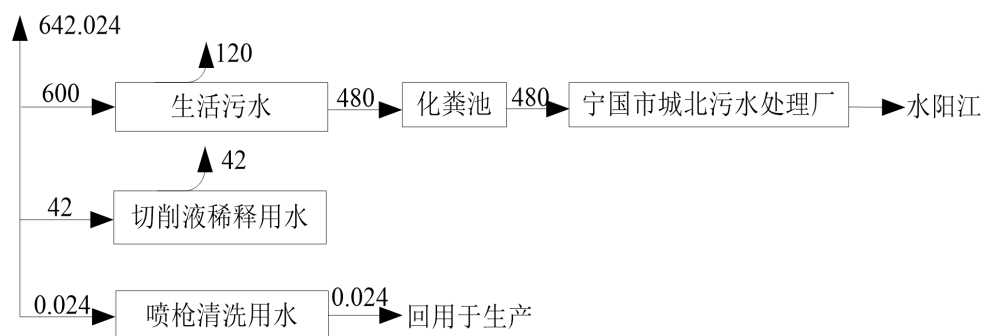 642.024
120
600
生活污水
480
化粪池
480
宁国市城北污水处理厂
水阳江
42
42
切削液稀释用水
0.024
喷枪清洗用水
0.024
回用于生产